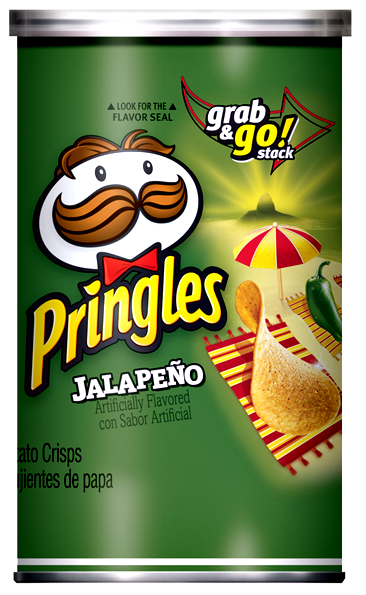 ▲ LOOK FOR THE ▲
FLAVOR SEAL
grab
& go!
stack
Pringles
JALAPEÑO
Artificially Flavored
con Sabor Artificial
ato Crisps
ujientes de papa